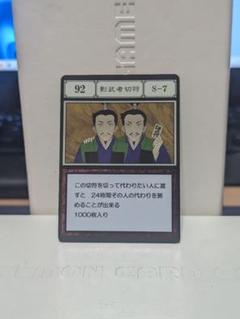 92 影武者切符 S-7
この切符を切って代わりたい人に渡
すと 24時間その人の代わりを勤
めることが出来る
1000枚入り